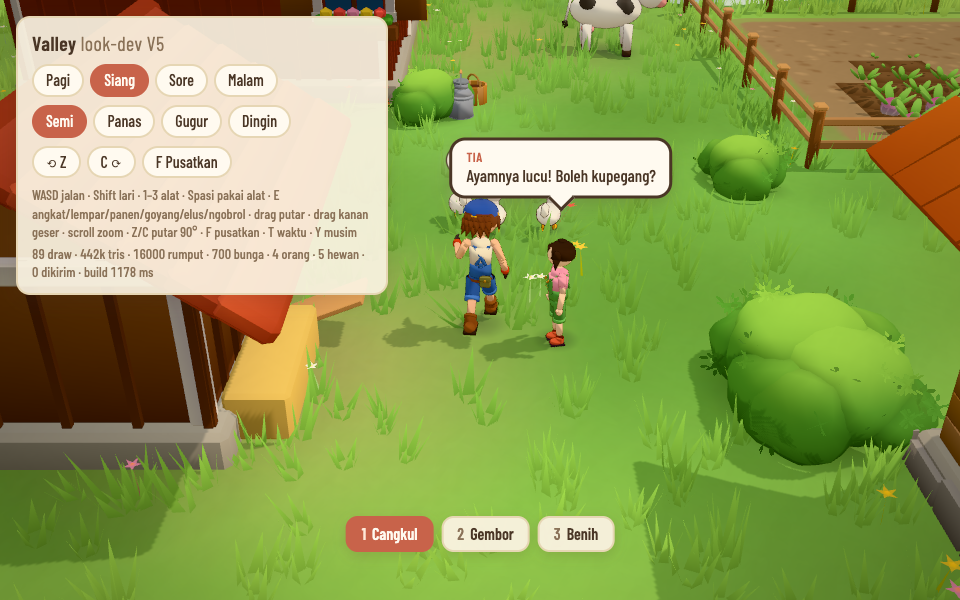 Valley look-dev V5
Pagi Siang Sore Malam
Semi Panas Gugur Dingin
⟲ Z C ⟳ F Pusatkan
WASD jalan · Shift lari · 1–3 alat · Spasi pakai alat · E
angkat/lempar/panen/goyang/elus/ngobrol · drag putar · drag kanan
geser · scroll zoom · Z/C putar 90° · F pusatkan · T waktu · Y musim
89 draw · 442k tris · 16000 rumput · 700 bunga · 4 orang · 5 hewan ·
0 dikirim · build 1178 ms
TIA
Ayamnya lucu! Boleh kupegang?
1 Cangkul 2 Gembor 3 Benih